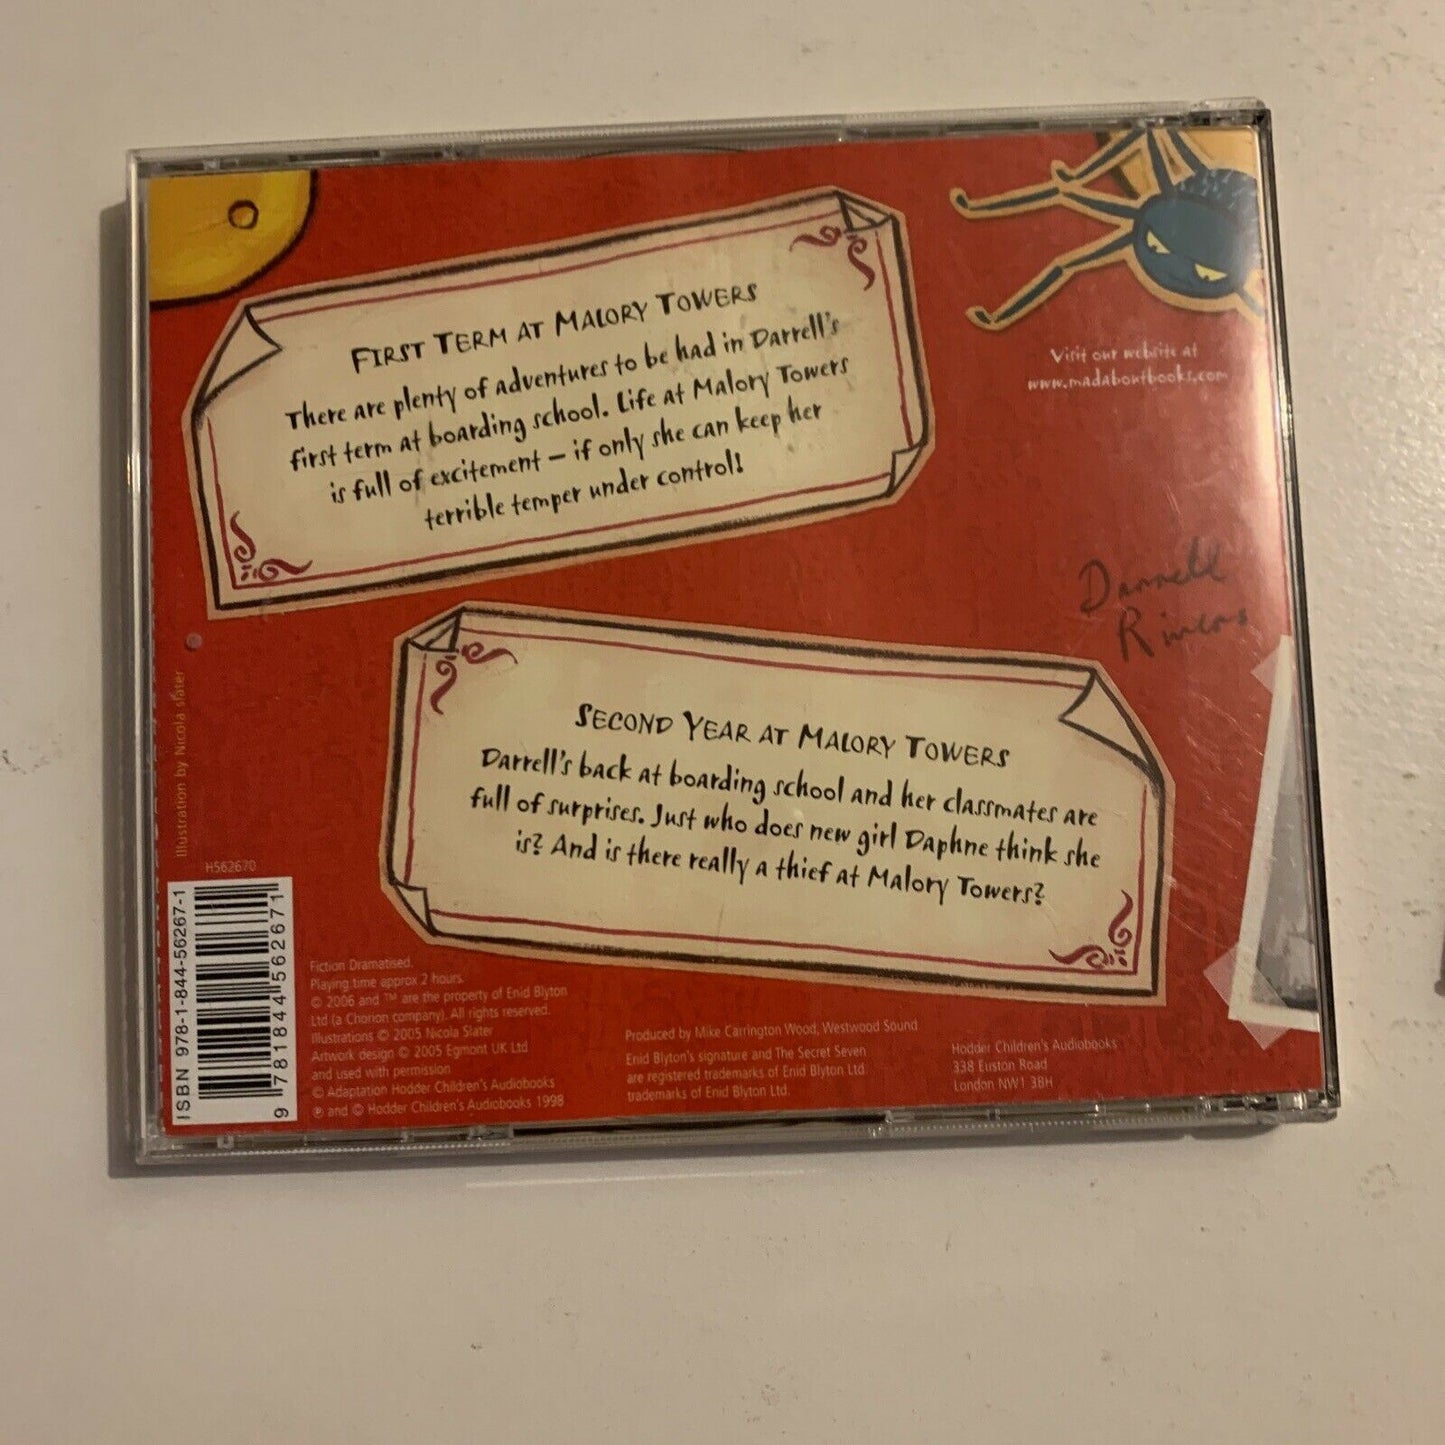 FIRST TERM AT MALORY TOWERS
There are plenty of adventures to be had in Darrell's
first term at boarding school. Life at Malory Towers
is full of excitement – if only she can keep her
terrible temper under control!
Visit our website at
www.madaboutbooks.com
Darrell
Rivers
SECOND YEAR AT MALORY TOWERS
Darrell's back at boarding school and her classmates are
full of surprises. Just who does new girl Daphne think she
is? And is there really a thief at Malory Towers?
Illustration by Nicola Slater
H562670
ISBN 978-1-844-56267-1
9 781844 562671
Fiction Dramatised.
Playing time approx 2 hours.
© 2006 and ™ are the property of Enid Blyton
Ltd (a Chorion company). All rights reserved.
Illustrations © 2005 Nicola Slater
Artwork design © 2005 Egmont UK Ltd
and used with permission
© Adaptation Hodder Children's Audiobooks
℗ and © Hodder Children's Audiobooks 1998
Produced by Mike Carrington Wood, Westwood Sound
Enid Blyton's signature and The Secret Seven
are registered trademarks of Enid Blyton Ltd
trademarks of Enid Blyton Ltd.
Hodder Children's Audiobooks
338 Euston Road
London NW1 3BH